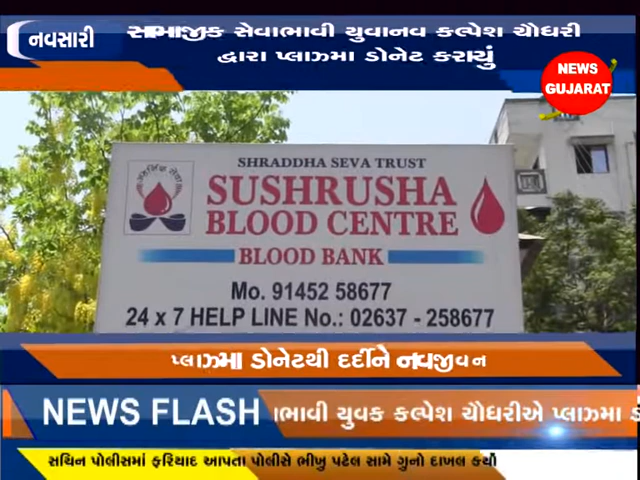 નવસારી
સામાજીક સેવાભાવી યુવાનવ કલ્પેશ ચૌધરી
દ્વારા પ્લાઝમા ડોનેટ કરાયું
NEWS
GUJARAT
SHRADDHA SEVA TRUST
SUSHRUSHA
BLOOD CENTRE
BLOOD BANK
Mo. 91452 58677
24 x 7 HELP LINE No.: 02637 - 258677
પ્લાઝમા ડોનેટથી દર્દીને નવજીવન
NEWS FLASH
યુવક કલ્પેશ ચૌધરીએ પ્લાઝમા
સચિન પોલીસમાં ફરિયાદ આપતા પોલીસે ભીખુ પટેલ સામે ગુનો દાખલ કર્યો